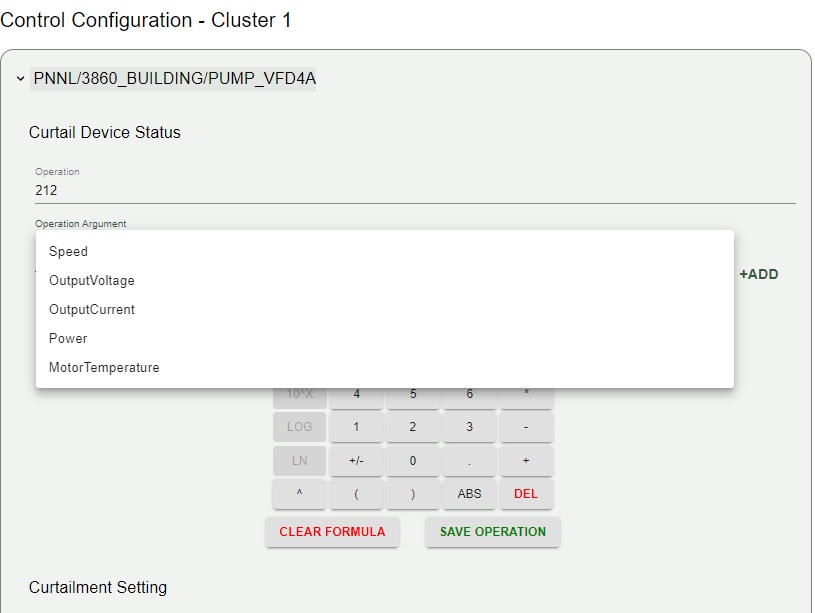 Control Configuration - Cluster 1
PNNL/3860_BUILDING/PUMP_VFD4A
Curtail Device Status
Operation
212
Operation Argument
Speed
OutputVoltage
+ADD
OutputCurrent
Power
MotorTemperature
10^X 4 5 6 *
LOG 1 2 3 -
LN +/- 0 . +
^ ( ) ABS DEL
CLEAR FORMULA SAVE OPERATION
Curtailment Setting